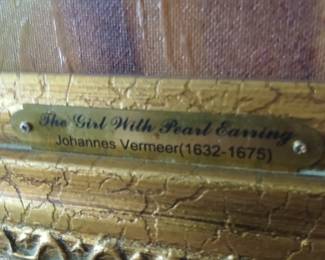 The Girl With Pearl Earring
Johannes Vermeer(1632-1675)